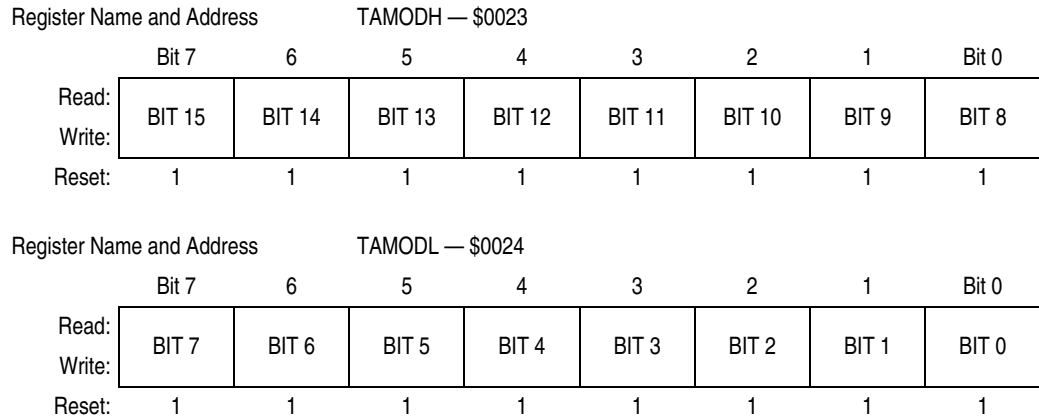 Register Name and Address TAMODH — $0023
Bit 7 6 5 4 3 2 1 Bit 0
Read:
BIT 15 BIT 14 BIT 13 BIT 12 BIT 11 BIT 10 BIT 9 BIT 8
Write:
Reset: 1 1 1 1 1 1 1 1
Register Name and Address TAMODL — $0024
Bit 7 6 5 4 3 2 1 Bit 0
Read:
BIT 7 BIT 6 BIT 5 BIT 4 BIT 3 BIT 2 BIT 1 BIT 0
Write:
Reset: 1 1 1 1 1 1 1 1